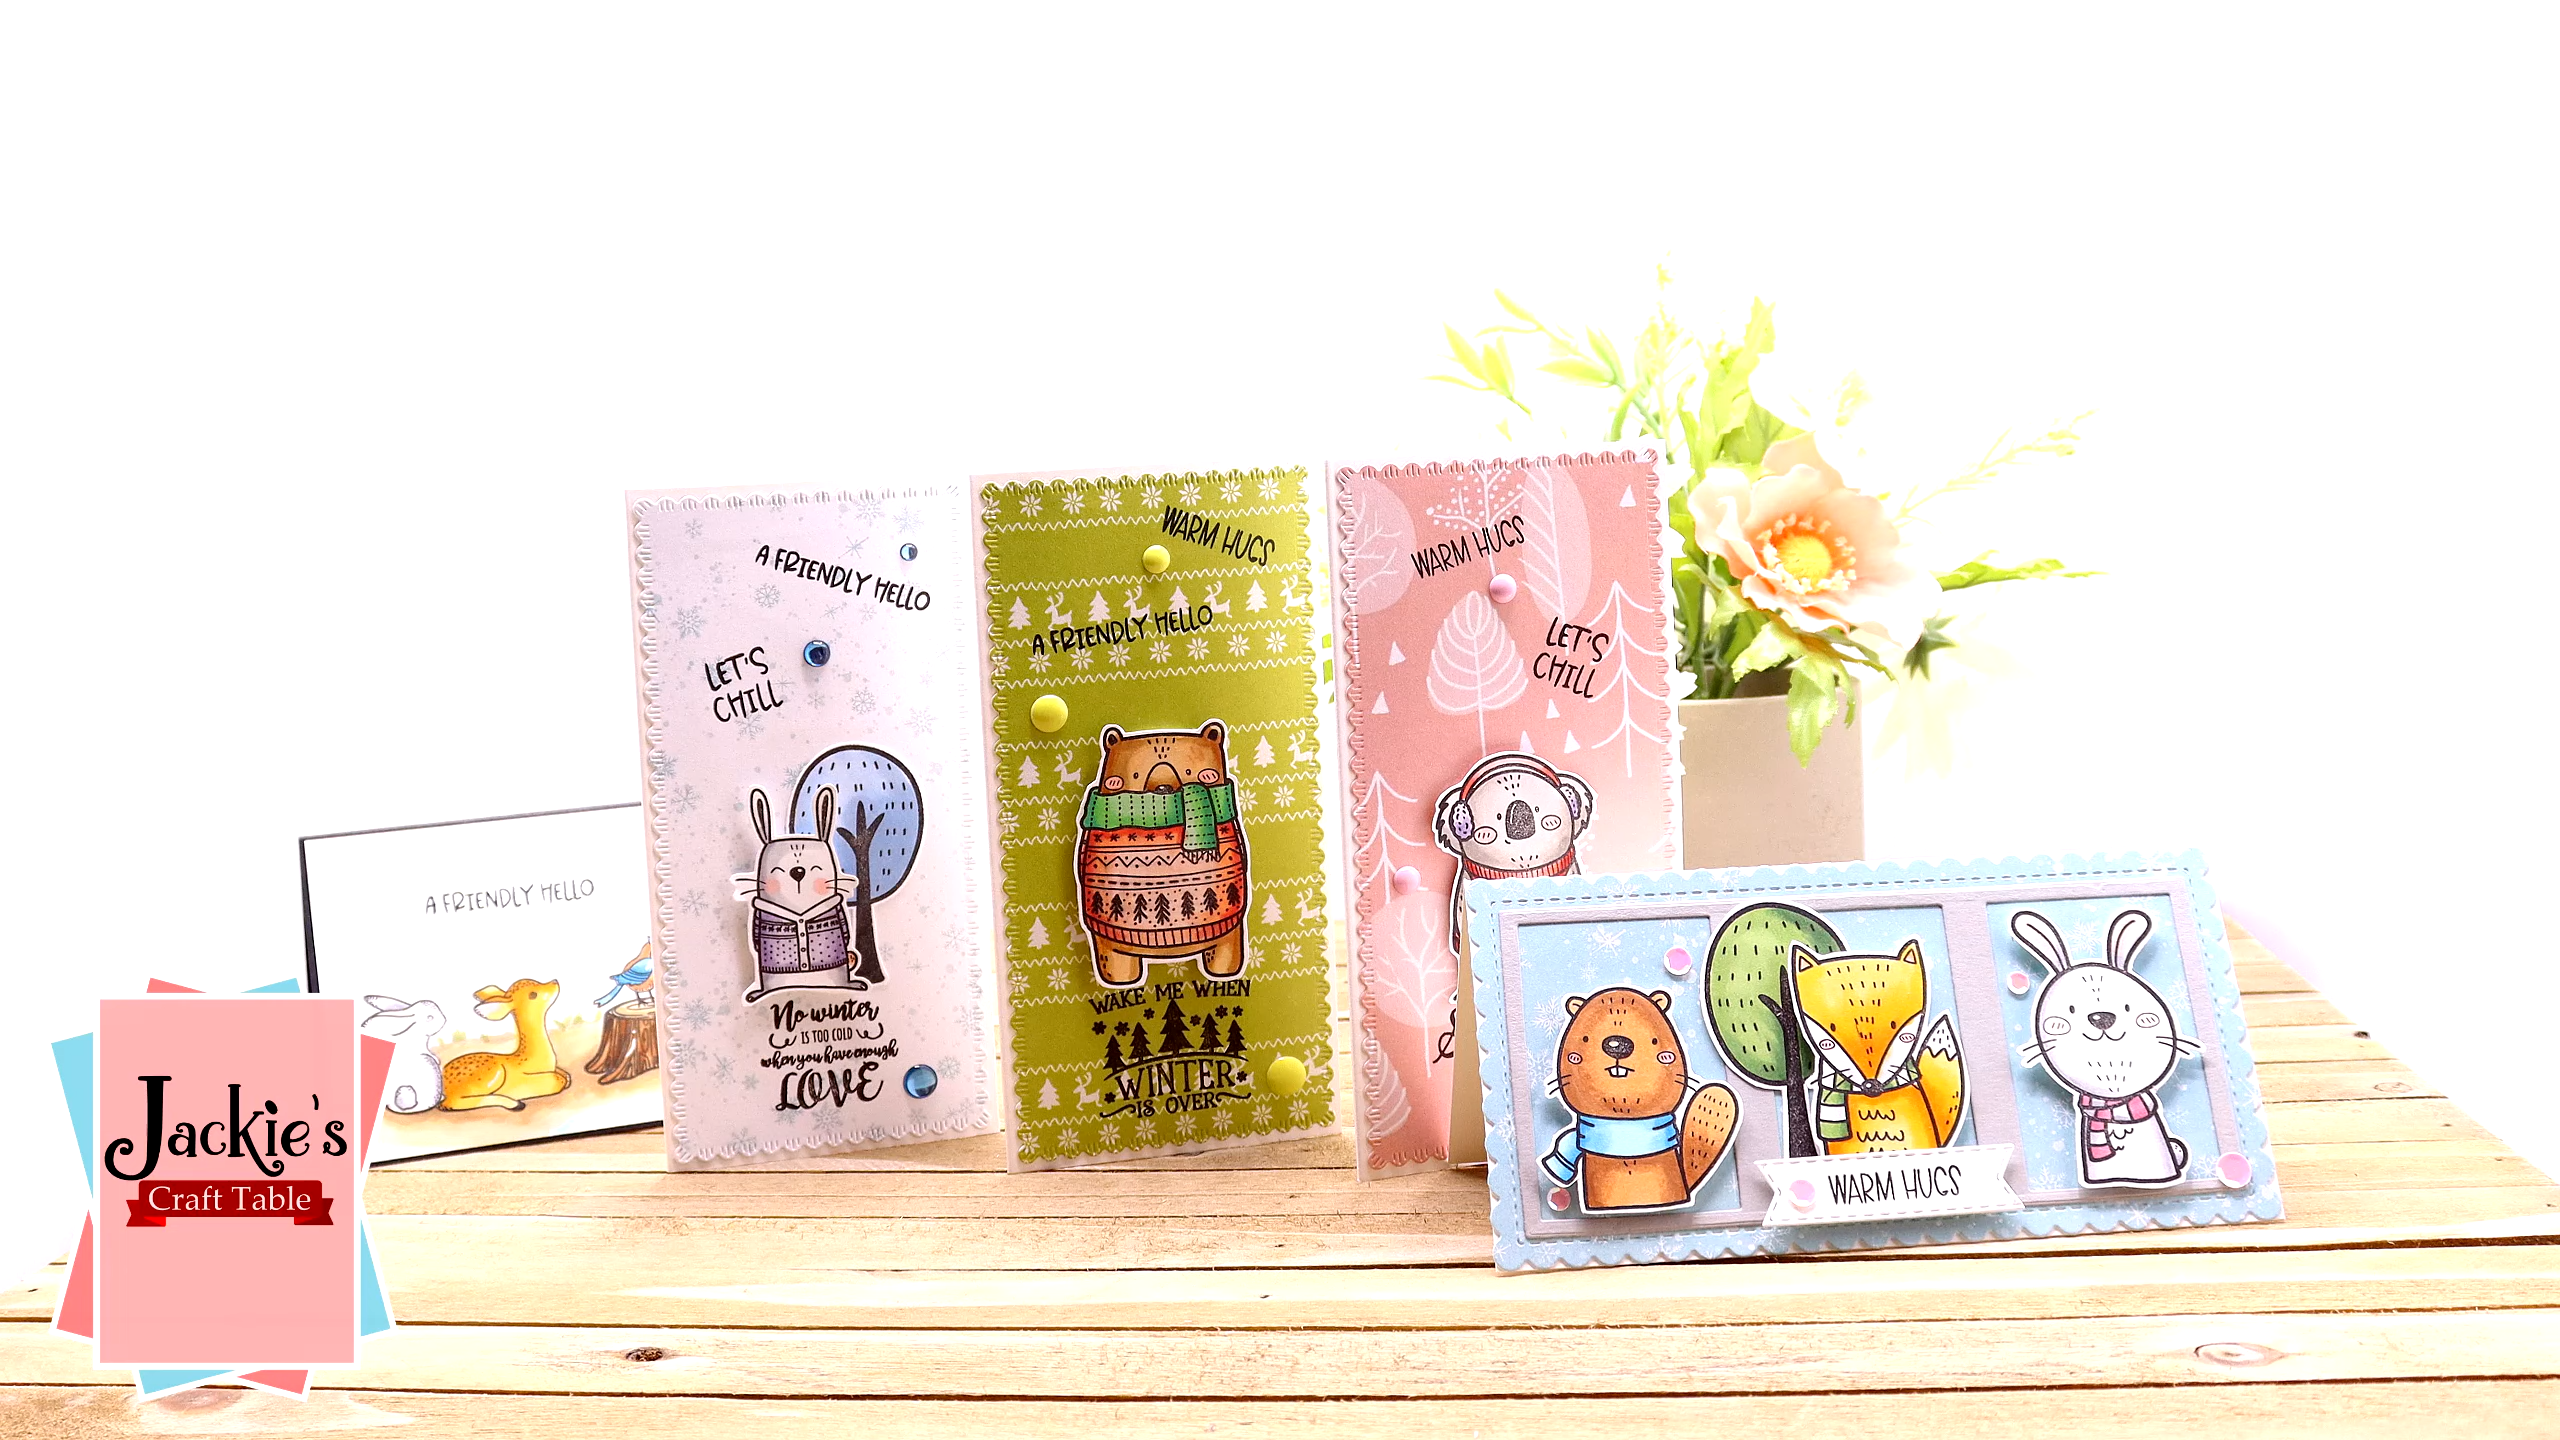 A FRIENDLY HELLO
Jackie's
Craft Table
A FRIENDLY HELLO
LET'S
CHILL
No winter
IS TOO COLD
when you have enough
LOVE
WARM HUGS
A FRIENDLY HELLO
WAKE ME WHEN
WINTER
IS OVER
WARM HUGS
LET'S
CHILL
WARM HUGS